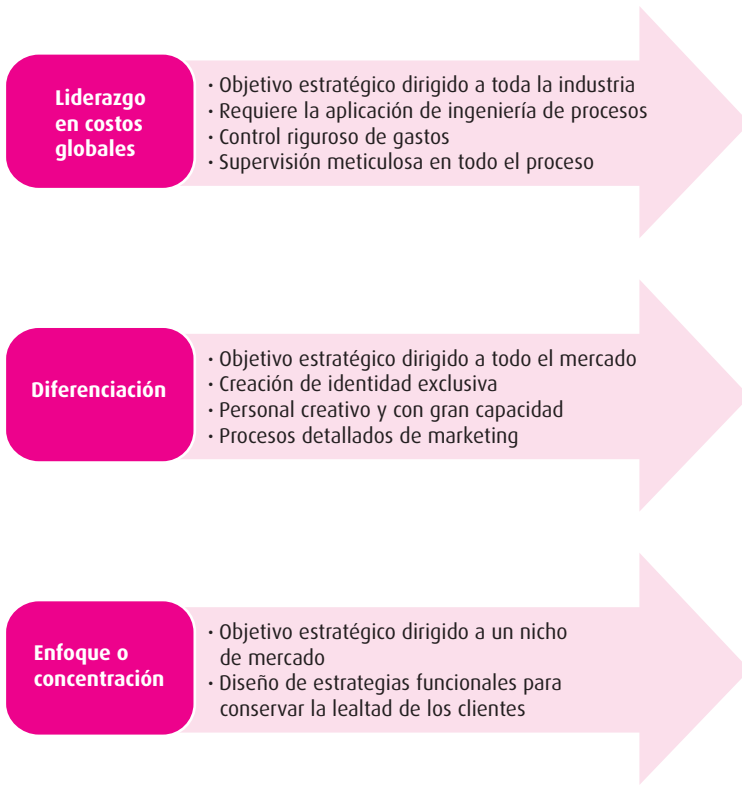 Liderazgo
en costos
globales
· Objetivo estratégico dirigido a toda la industria
· Requiere la aplicación de ingeniería de procesos
· Control riguroso de gastos
· Supervisión meticulosa en todo el proceso
Diferenciación
· Objetivo estratégico dirigido a todo el mercado
· Creación de identidad exclusiva
· Personal creativo y con gran capacidad
· Procesos detallados de marketing
Enfoque o
concentración
· Objetivo estratégico dirigido a un nicho
de mercado
· Diseño de estrategias funcionales para
conservar la lealtad de los clientes